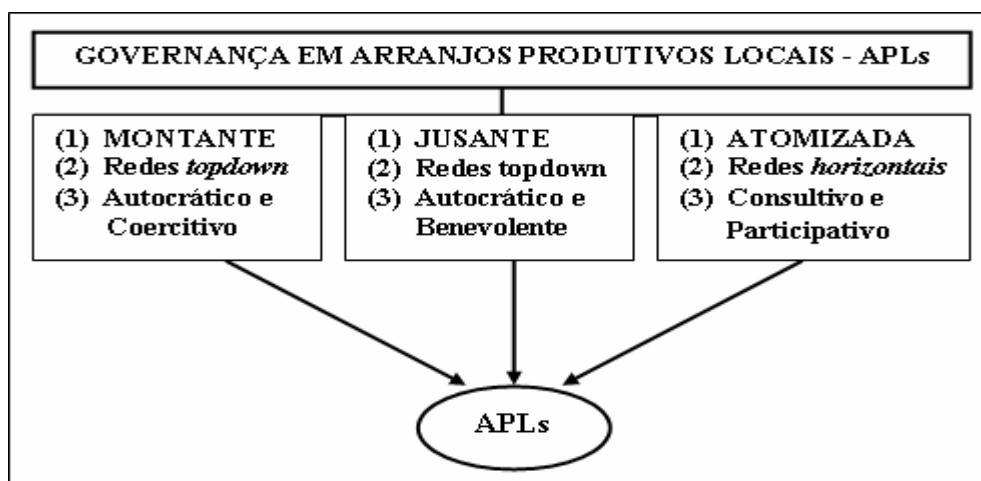 GOVERNANÇA EM ARRANJOS PRODUTIVOS LOCAIS - APLs
(1) MONTANTE
(2) Redes topdown
(3) Autocrático e
Coercitivo
(1) JUSANTE
(2) Redes topdown
(3) Autocrático e
Benevolente
(1) ATOMIZADA
(2) Redes horizontais
(3) Consultivo e
Participativo
APLs